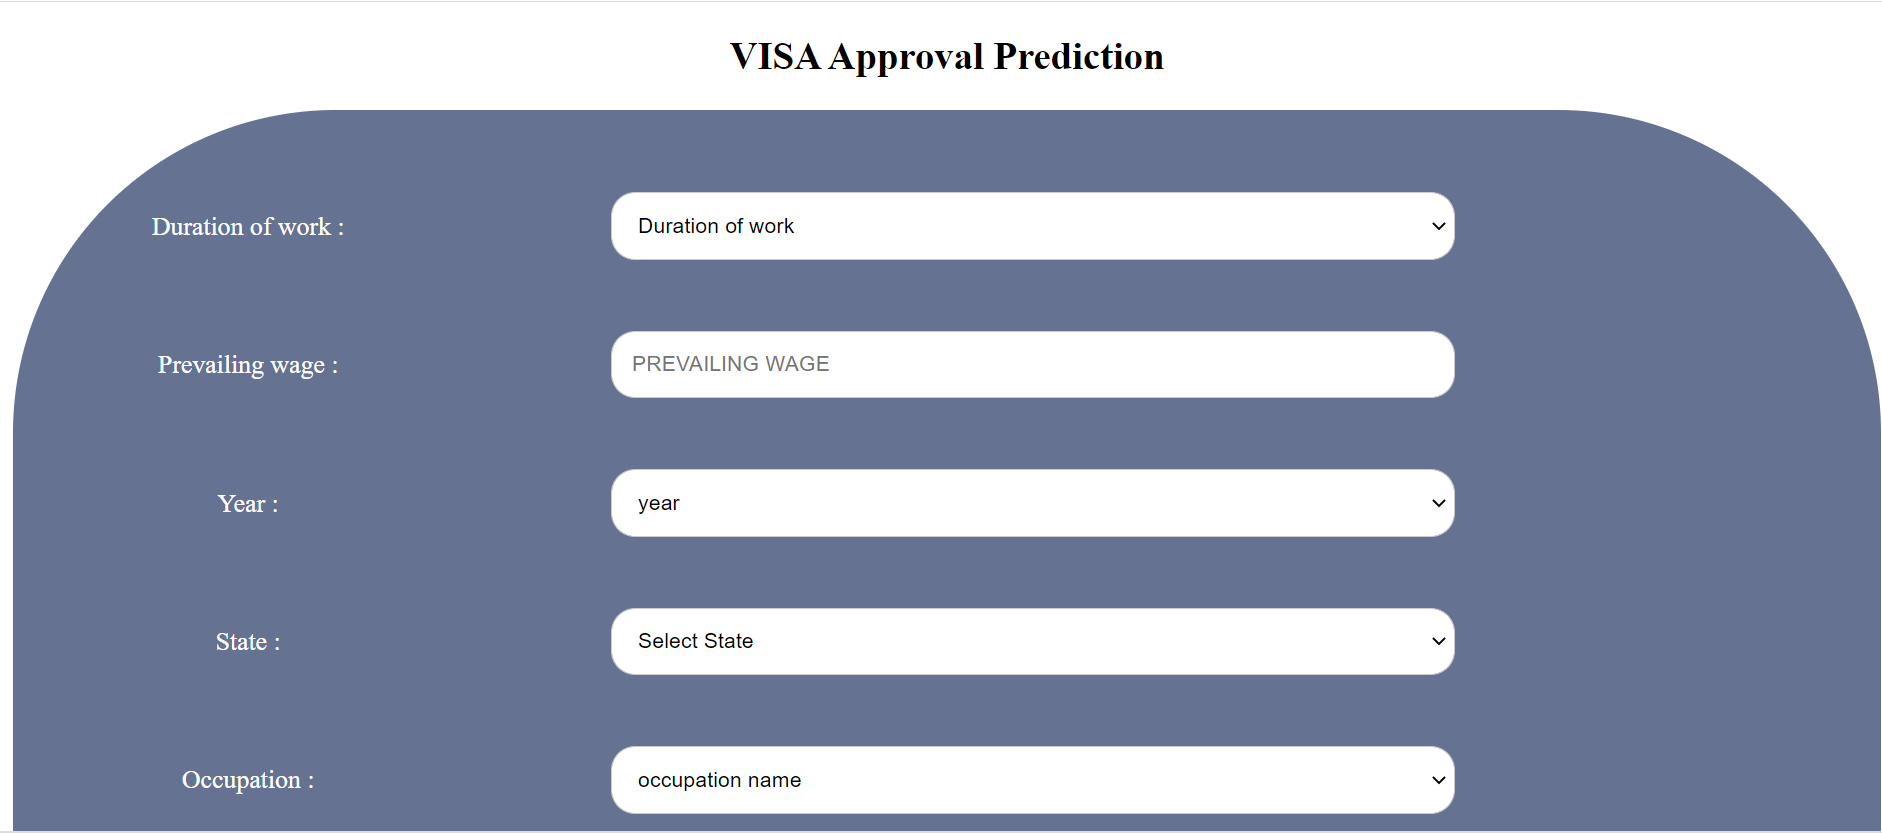 VISA Approval Prediction
Duration of work : Duration of work
Prevailing wage : PREVAILING WAGE
Year : year
State : Select State
Occupation : occupation name